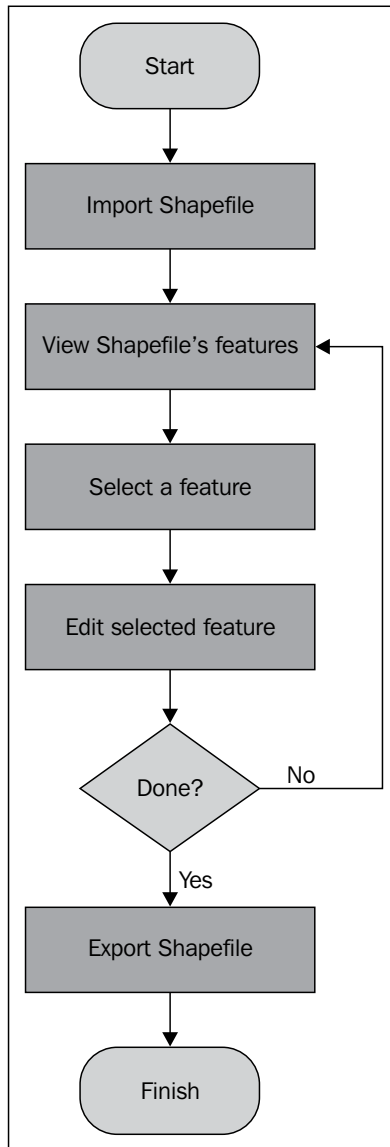 Start
Import Shapefile
View Shapefile's features
Select a feature
Edit selected feature
Done?
No
Yes
Export Shapefile
Finish